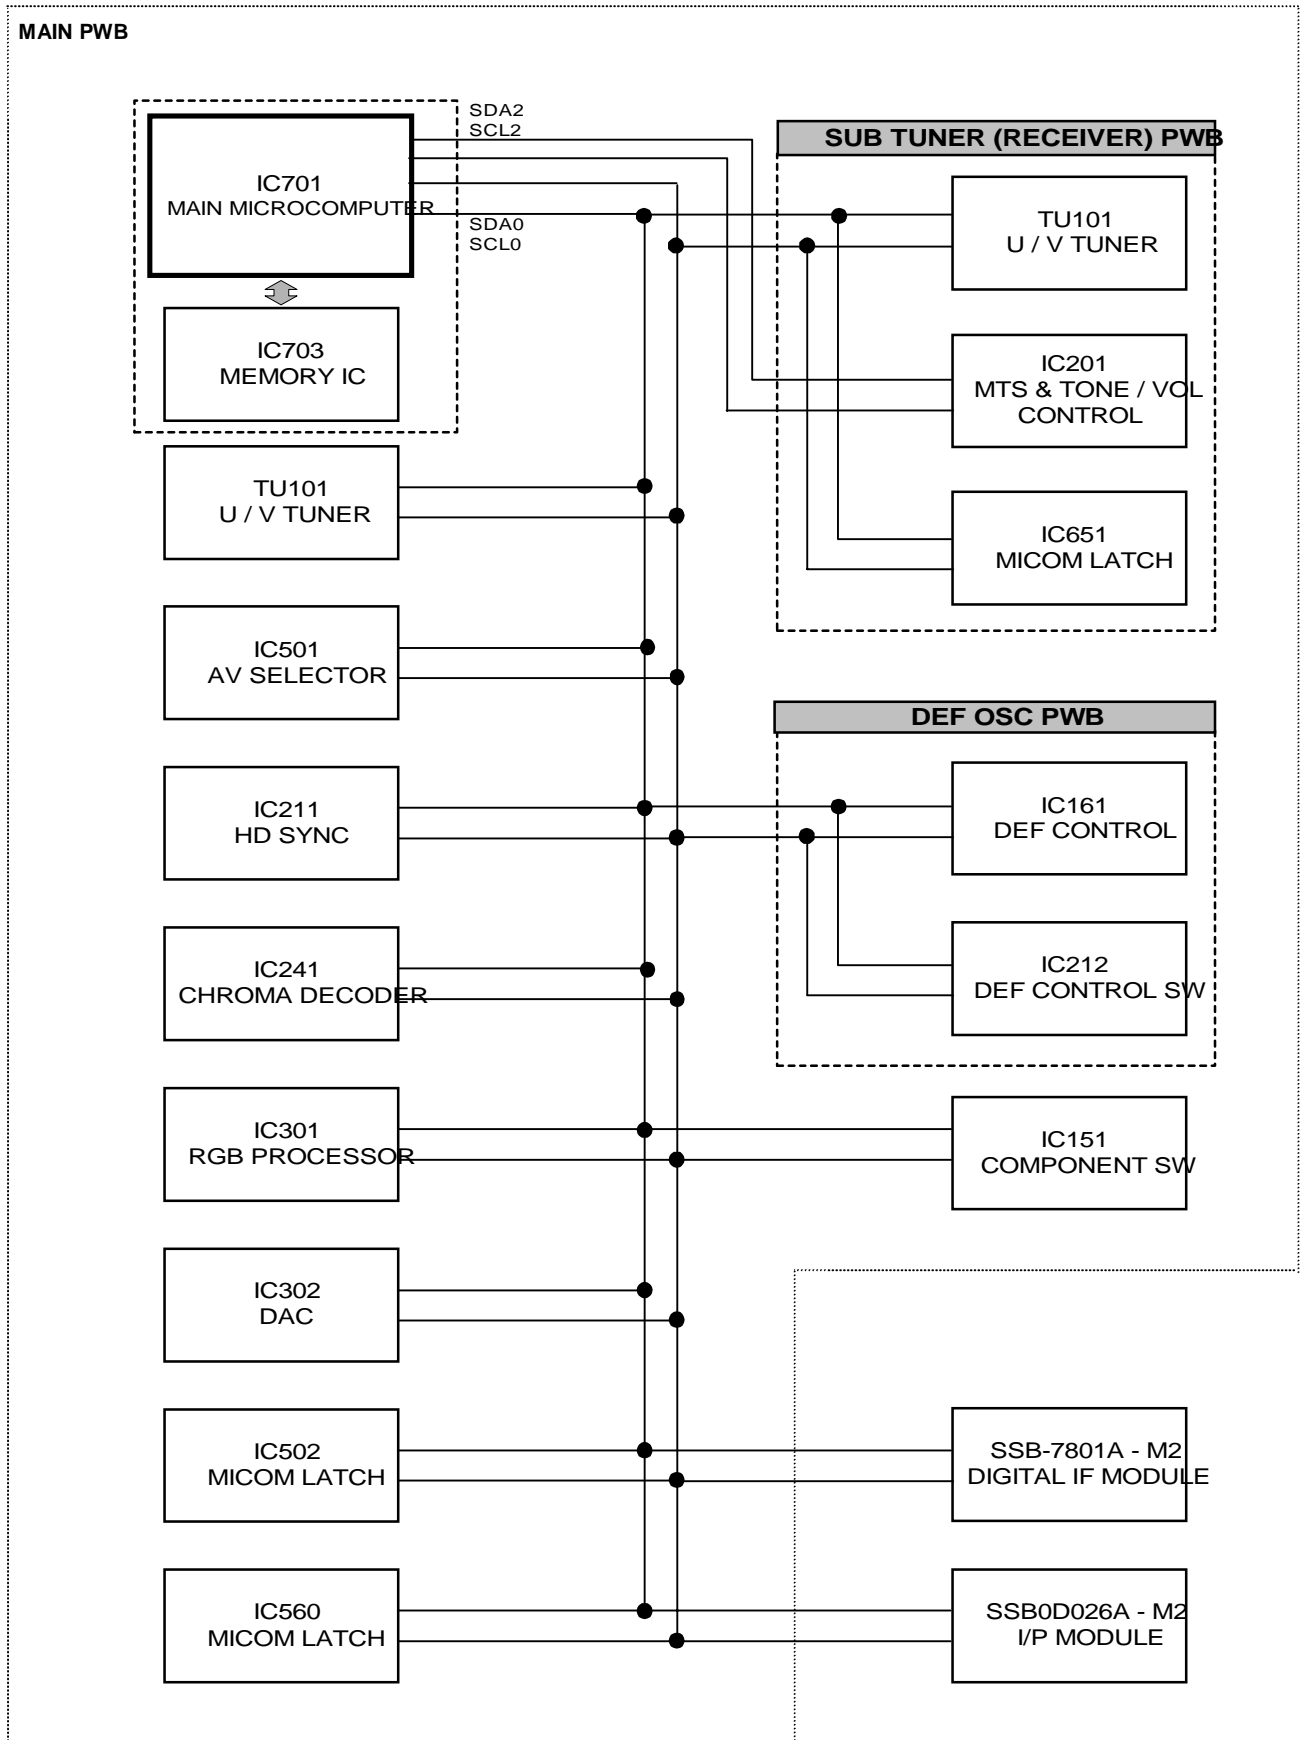 MAIN PWB
SDA2
SCL2
IC701
MAIN MICROCOMPUTER
SDA0
SCL0
IC703
MEMORY IC
TU101
U / V TUNER
IC501
AV SELECTOR
IC211
HD SYNC
IC241
CHROMA DECODER
IC301
RGB PROCESSOR
IC302
DAC
IC502
MICOM LATCH
IC560
MICOM LATCH
SUB TUNER (RECEIVER) PWB
TU101
U / V TUNER
IC201
MTS & TONE / VOL
CONTROL
IC651
MICOM LATCH
DEF OSC PWB
IC161
DEF CONTROL
IC212
DEF CONTROL SW
IC151
COMPONENT SW
SSB-7801A - M2
DIGITAL IF MODULE
SSB0D026A - M2
I/P MODULE